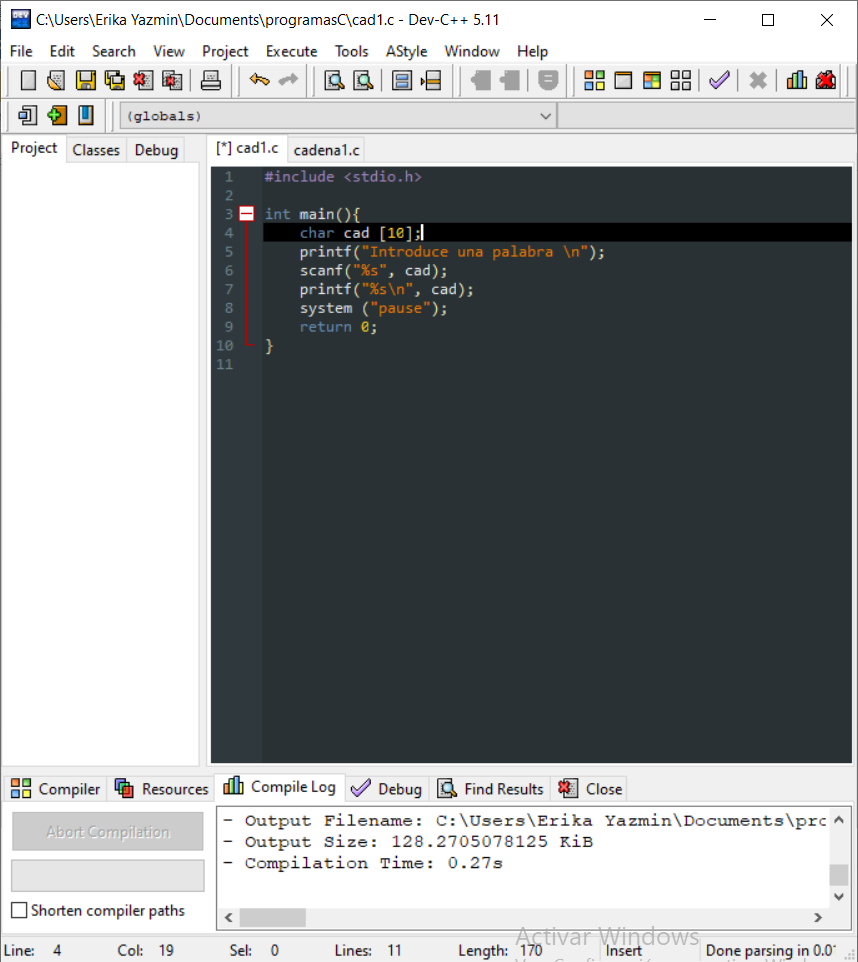 C:\Users\Erika Yazmin\Documents\programasC\cad1.c - Dev-C++ 5.11
File Edit Search View Project Execute Tools AStyle Window Help
(globals)
Project Classes Debug
[*] cad1.c cadena1.c
1 #include <stdio.h>
2
3 int main(){
4 char cad [10];
5 printf("Introduce una palabra \n");
6 scanf("%s", cad);
7 printf("%s\n", cad);
8 system ("pause");
9 return 0;
10 }
11
Compiler Resources Compile Log Debug Find Results Close
Abort Compilation
Shorten compiler paths
- Output Filename: C:\Users\Erika Yazmin\Documents\prc
- Output Size: 128.2705078125 KiB
- Compilation Time: 0.27s
Activar Windows
Line: 4 Col: 19 Sel: 0 Lines: 11 Length: 170 Insert Done parsing in 0.0